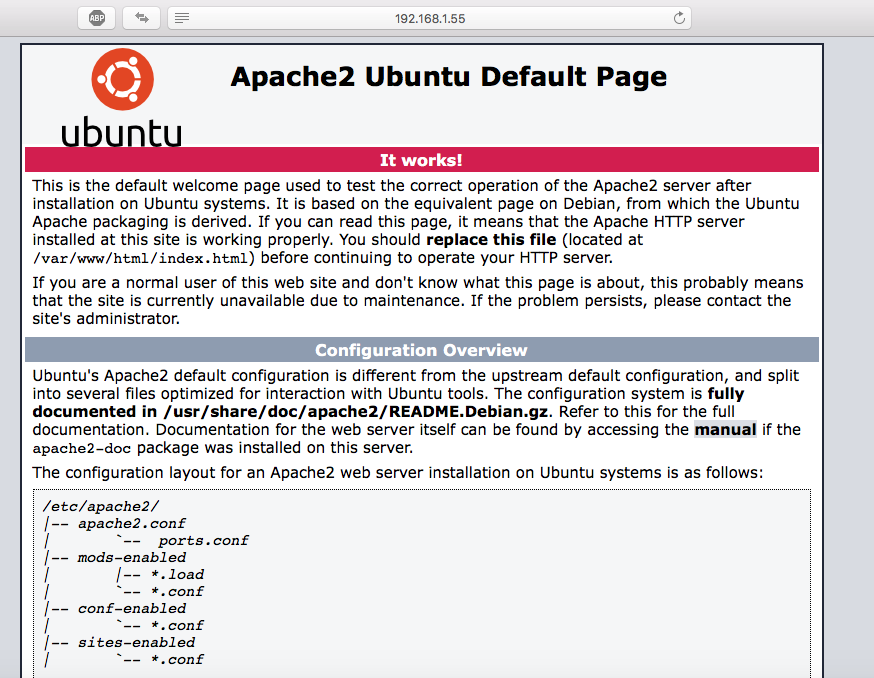 ABP
192.168.1.55
Apache2 Ubuntu Default Page
ubuntu
It works!
This is the default welcome page used to test the correct operation of the Apache2 server after
installation on Ubuntu systems. It is based on the equivalent page on Debian, from which the Ubuntu
Apache packaging is derived. If you can read this page, it means that the Apache HTTP server
installed at this site is working properly. You should replace this file (located at
/var/www/html/index.html) before continuing to operate your HTTP server.
If you are a normal user of this web site and don't know what this page is about, this probably means
that the site is currently unavailable due to maintenance. If the problem persists, please contact the
site's administrator.
Configuration Overview
Ubuntu's Apache2 default configuration is different from the upstream default configuration, and split
into several files optimized for interaction with Ubuntu tools. The configuration system is fully
documented in /usr/share/doc/apache2/README.Debian.gz. Refer to this for the full
documentation. Documentation for the web server itself can be found by accessing the manual if the
apache2-doc package was installed on this server.
The configuration layout for an Apache2 web server installation on Ubuntu systems is as follows:
/etc/apache2/
|-- apache2.conf
|       `--  ports.conf
|-- mods-enabled
|       |-- *.load
|       `-- *.conf
|-- conf-enabled
|       `-- *.conf
|-- sites-enabled
|       `-- *.conf